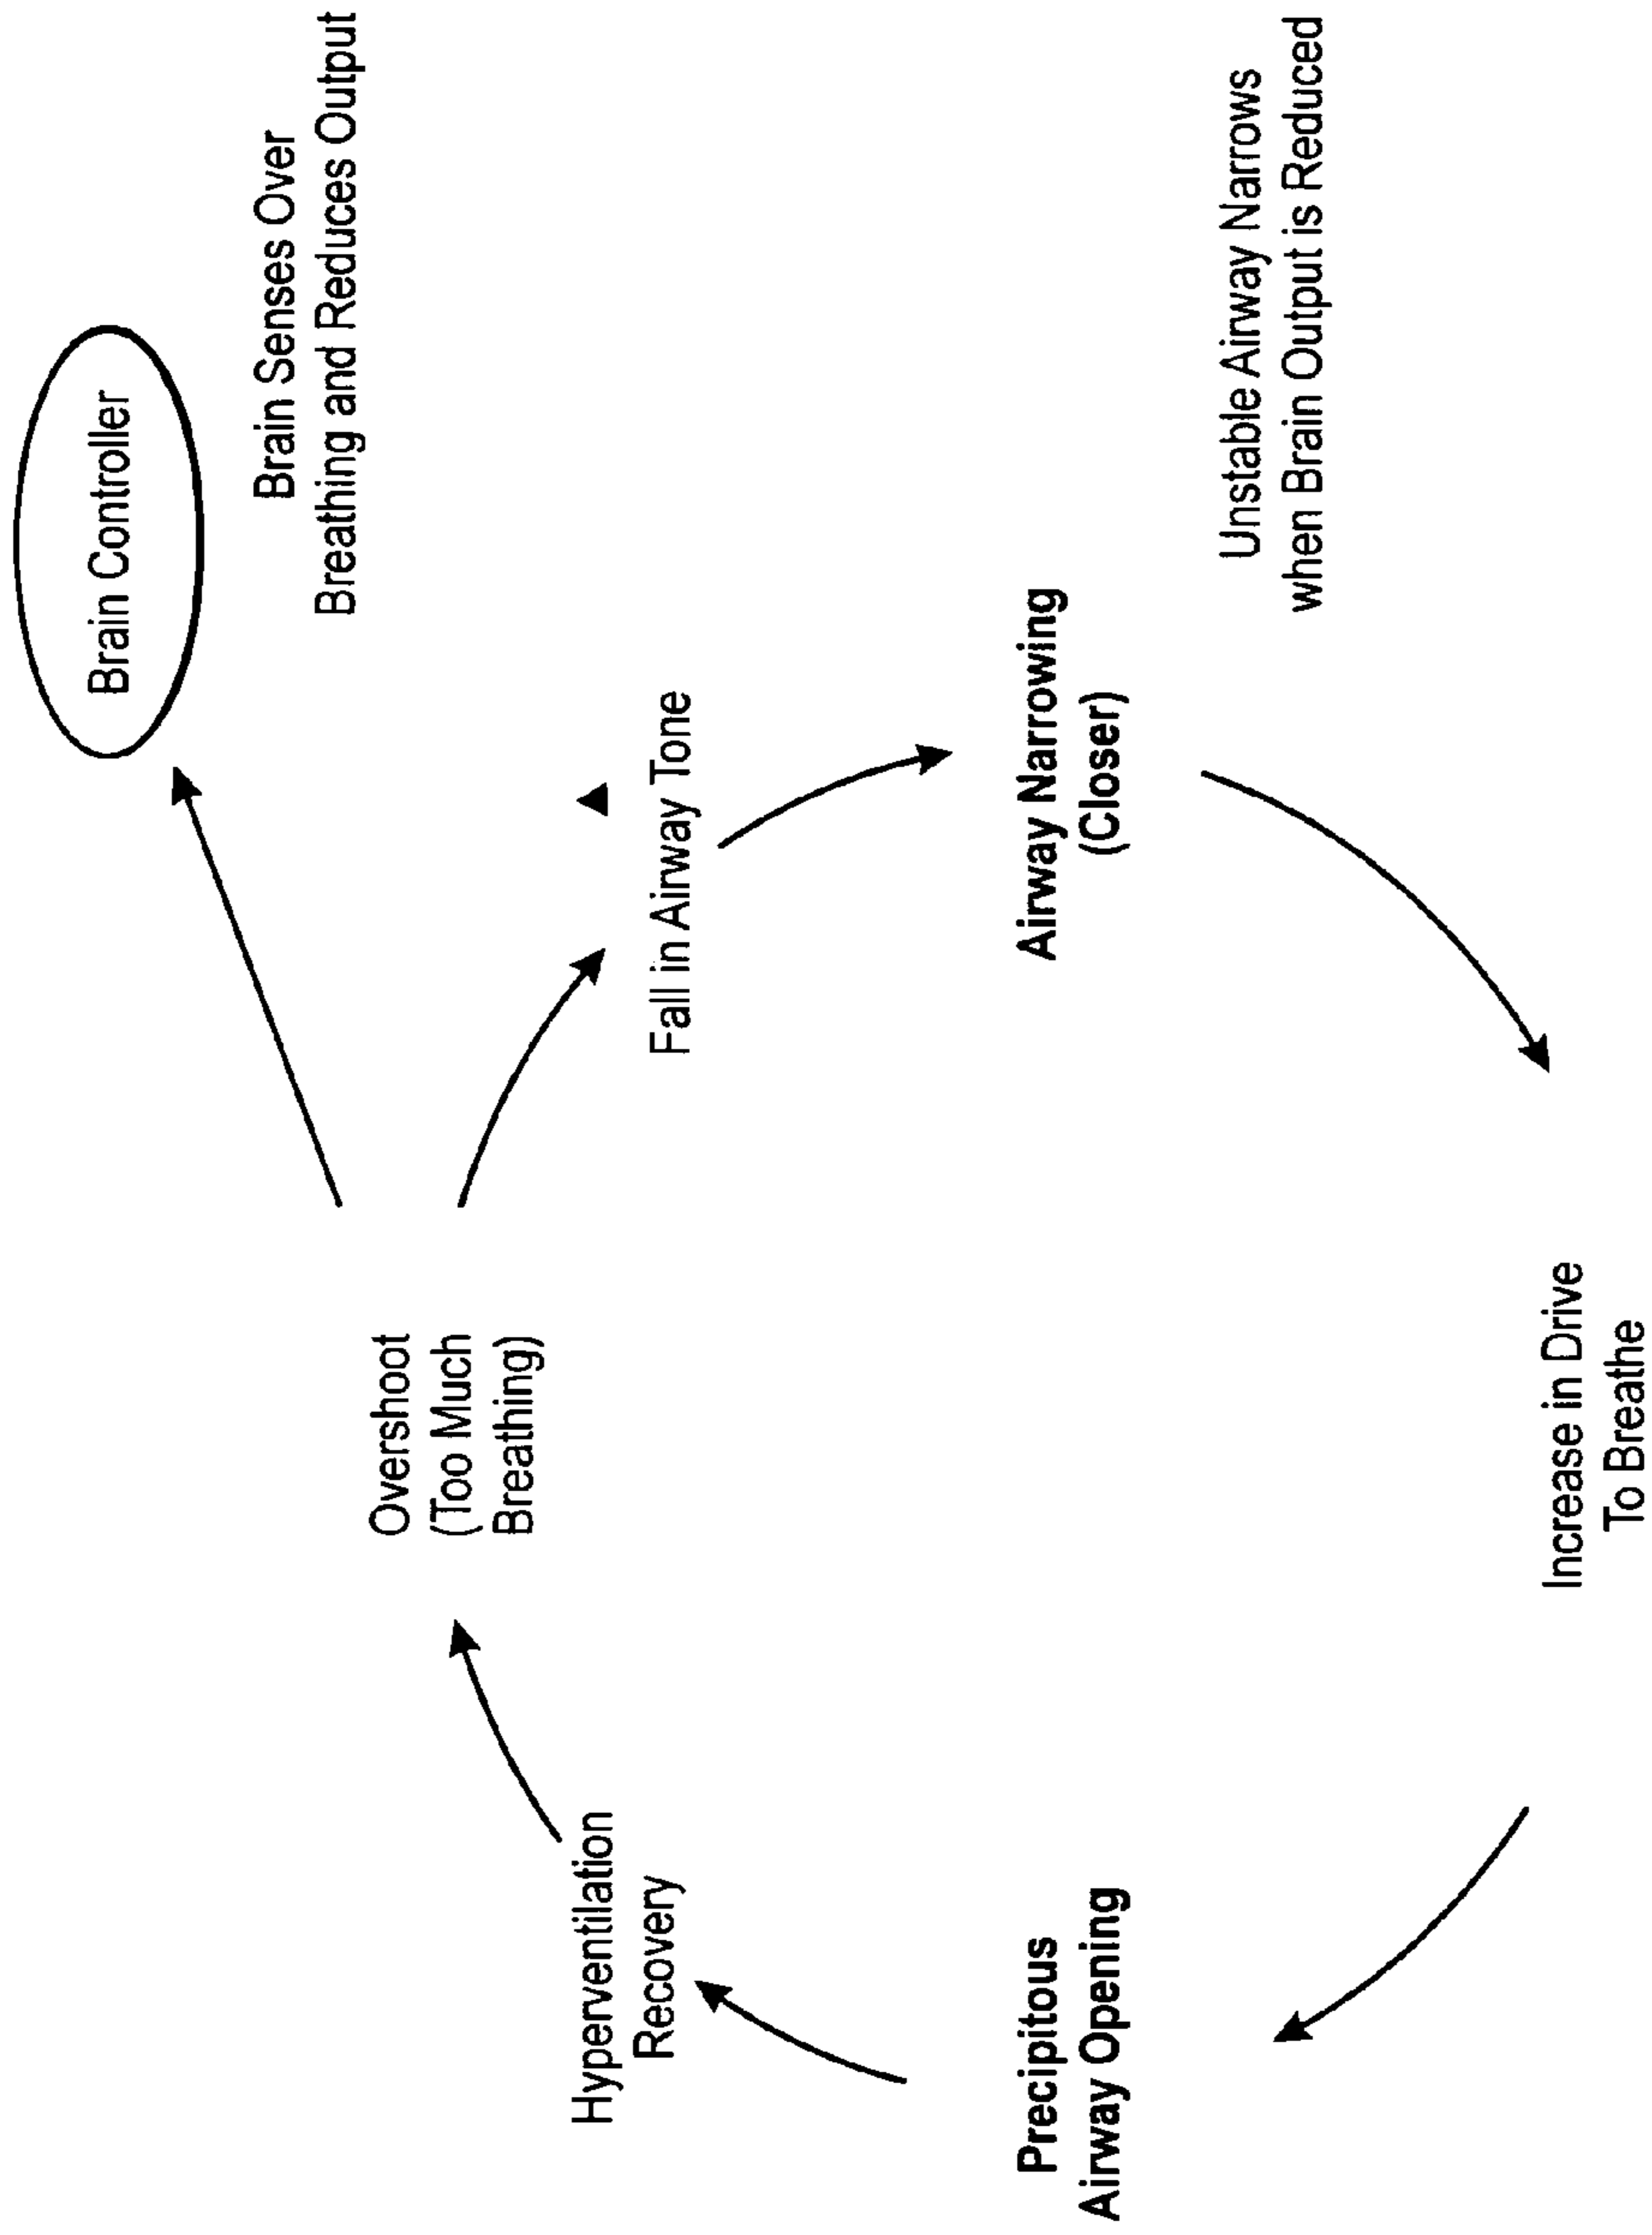 Brain Controller
Brain Senses Over
Breathing and Reduces Output
Overshoot
(Too Much
Breathing)
Hyperventilation
Recovery
Fall in Airway Tone
Precipitous
Airway Opening
Airway Narrowing
(Closer)
Unstable Airway Narrows
when Brain Output is Reduced
Increase in Drive
To Breathe